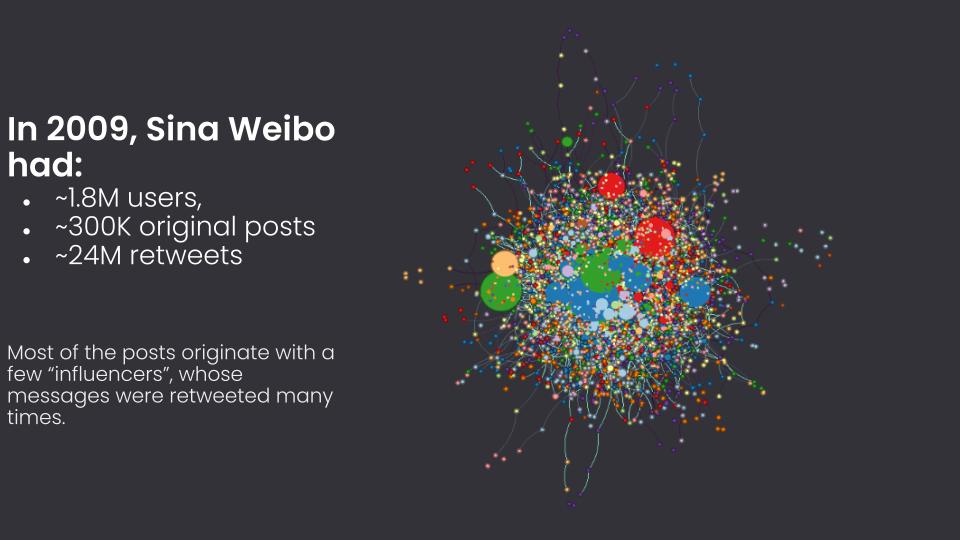 In 2009, Sina Weibo
had:
● ~1.8M users,
● ~300K original posts
● ~24M retweets
Most of the posts originate with a
few “influencers”, whose
messages were retweeted many
times.